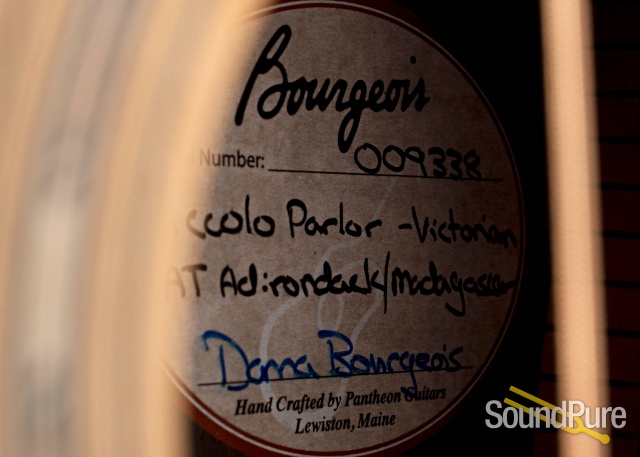 Bourgeois
Number: 009338
ccolo Parlor - Victorian
AT Adirondack/Madagascar
Dana Bourgeois
Hand Crafted by Pantheon Guitars
Lewiston, Maine
SoundPure